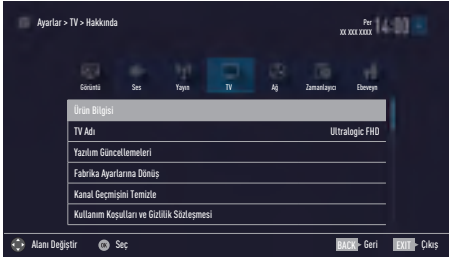 Ayarlar > TV > Hakkında
Per
xx xxx xxxx
14:00
Görüntü Ses Yayın TV Ağ Zamanlayıcı Ebeveyn
Ürün Bilgisi
TV Adı Ultralogic FHD
Yazılım Güncellemeleri
Fabrika Ayarlarına Dönüş
Kanal Geçmişini Temizle
Kullanım Koşulları ve Gizlilik Sözleşmesi
Alanı Değiştir OK Seç BACK Geri EXIT Çıkış